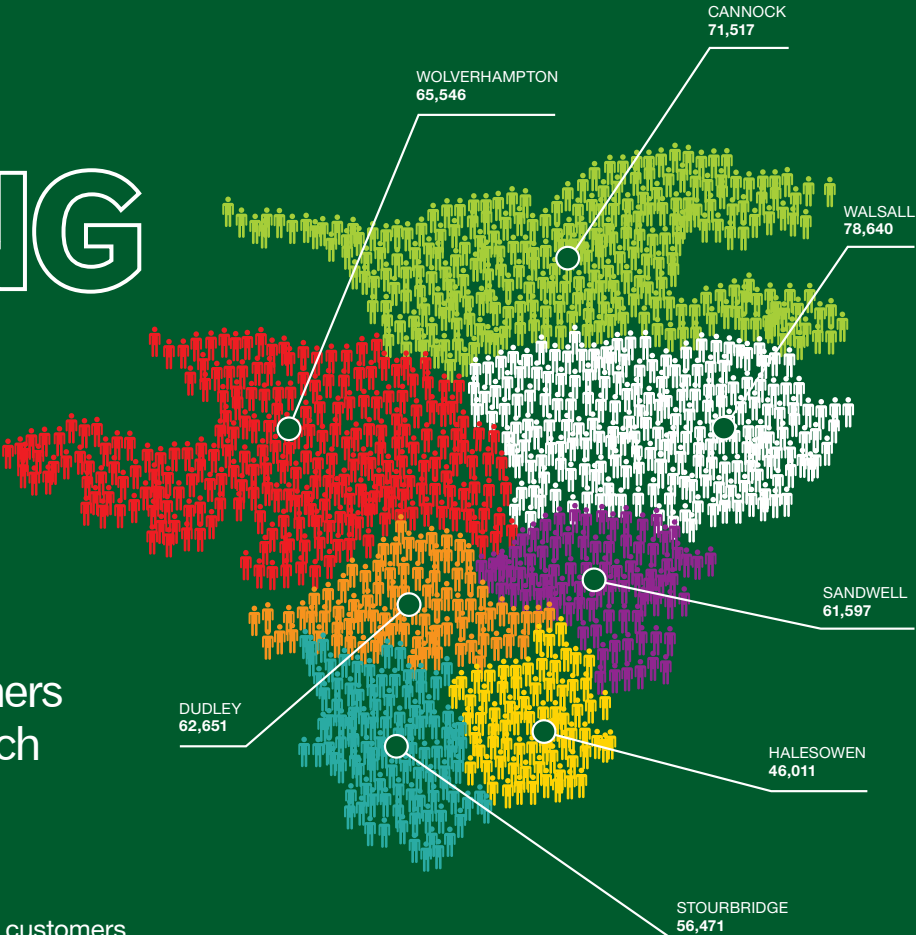 CANNOCK
71,517
WOLVERHAMPTON
65,546
WALSALL
78,640
SANDWELL
61,597
DUDLEY
62,651
HALESOWEN
46,011
STOURBRIDGE
56,471
customers